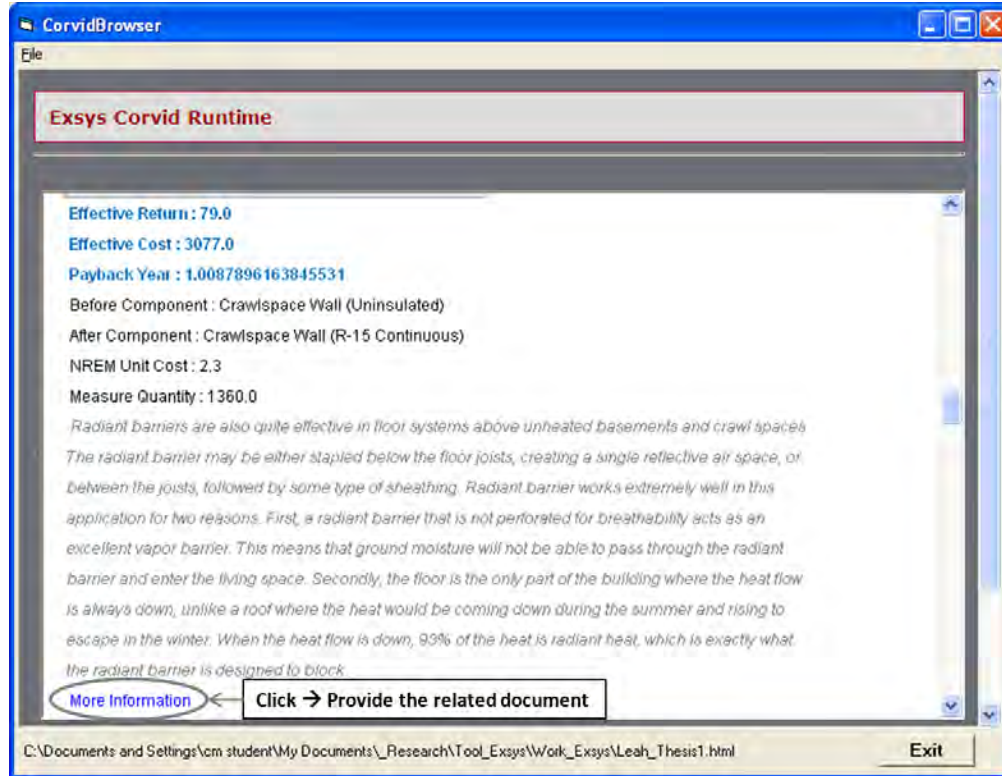 CorvidBrowser
File
Exsys Corvid Runtime
Effective Return : 79.0
Effective Cost : 3077.0
Payback Year : 1.0087896163845531
Before Component : Crawlspace Wall (Uninsulated)
After Component : Crawlspace Wall (R-15 Continuous)
NREM Unit Cost : 2.3
Measure Quantity : 1360.0
Radiant barriers are also quite effective in floor systems above unheated basements and crawl spaces
The radiant barrier may be either stapled below the floor joists, creating a single reflective air space, or
between the joists, followed by some type of sheathing. Radiant barrier works extremely well in this
application for two reasons. First, a radiant barrier that is not perforated for breathability acts as an
excellent vapor barrier. This means that ground moisture will not be able to pass through the radiant
barrier and enter the living space. Secondly, the floor is the only part of the building where the heat flow
is always down, unlike a roof where the heat would be coming down during the summer and rising to
escape in the winter. When the heat flow is down, 93% of the heat is radiant heat, which is exactly what
the radiant barrier is designed to block
More Information
Click → Provide the related document
C:\Documents and Settings\cm student\My Documents\_Research\Tool_Exsys\Work_Exsys\Leah_Thesis1.html
Exit